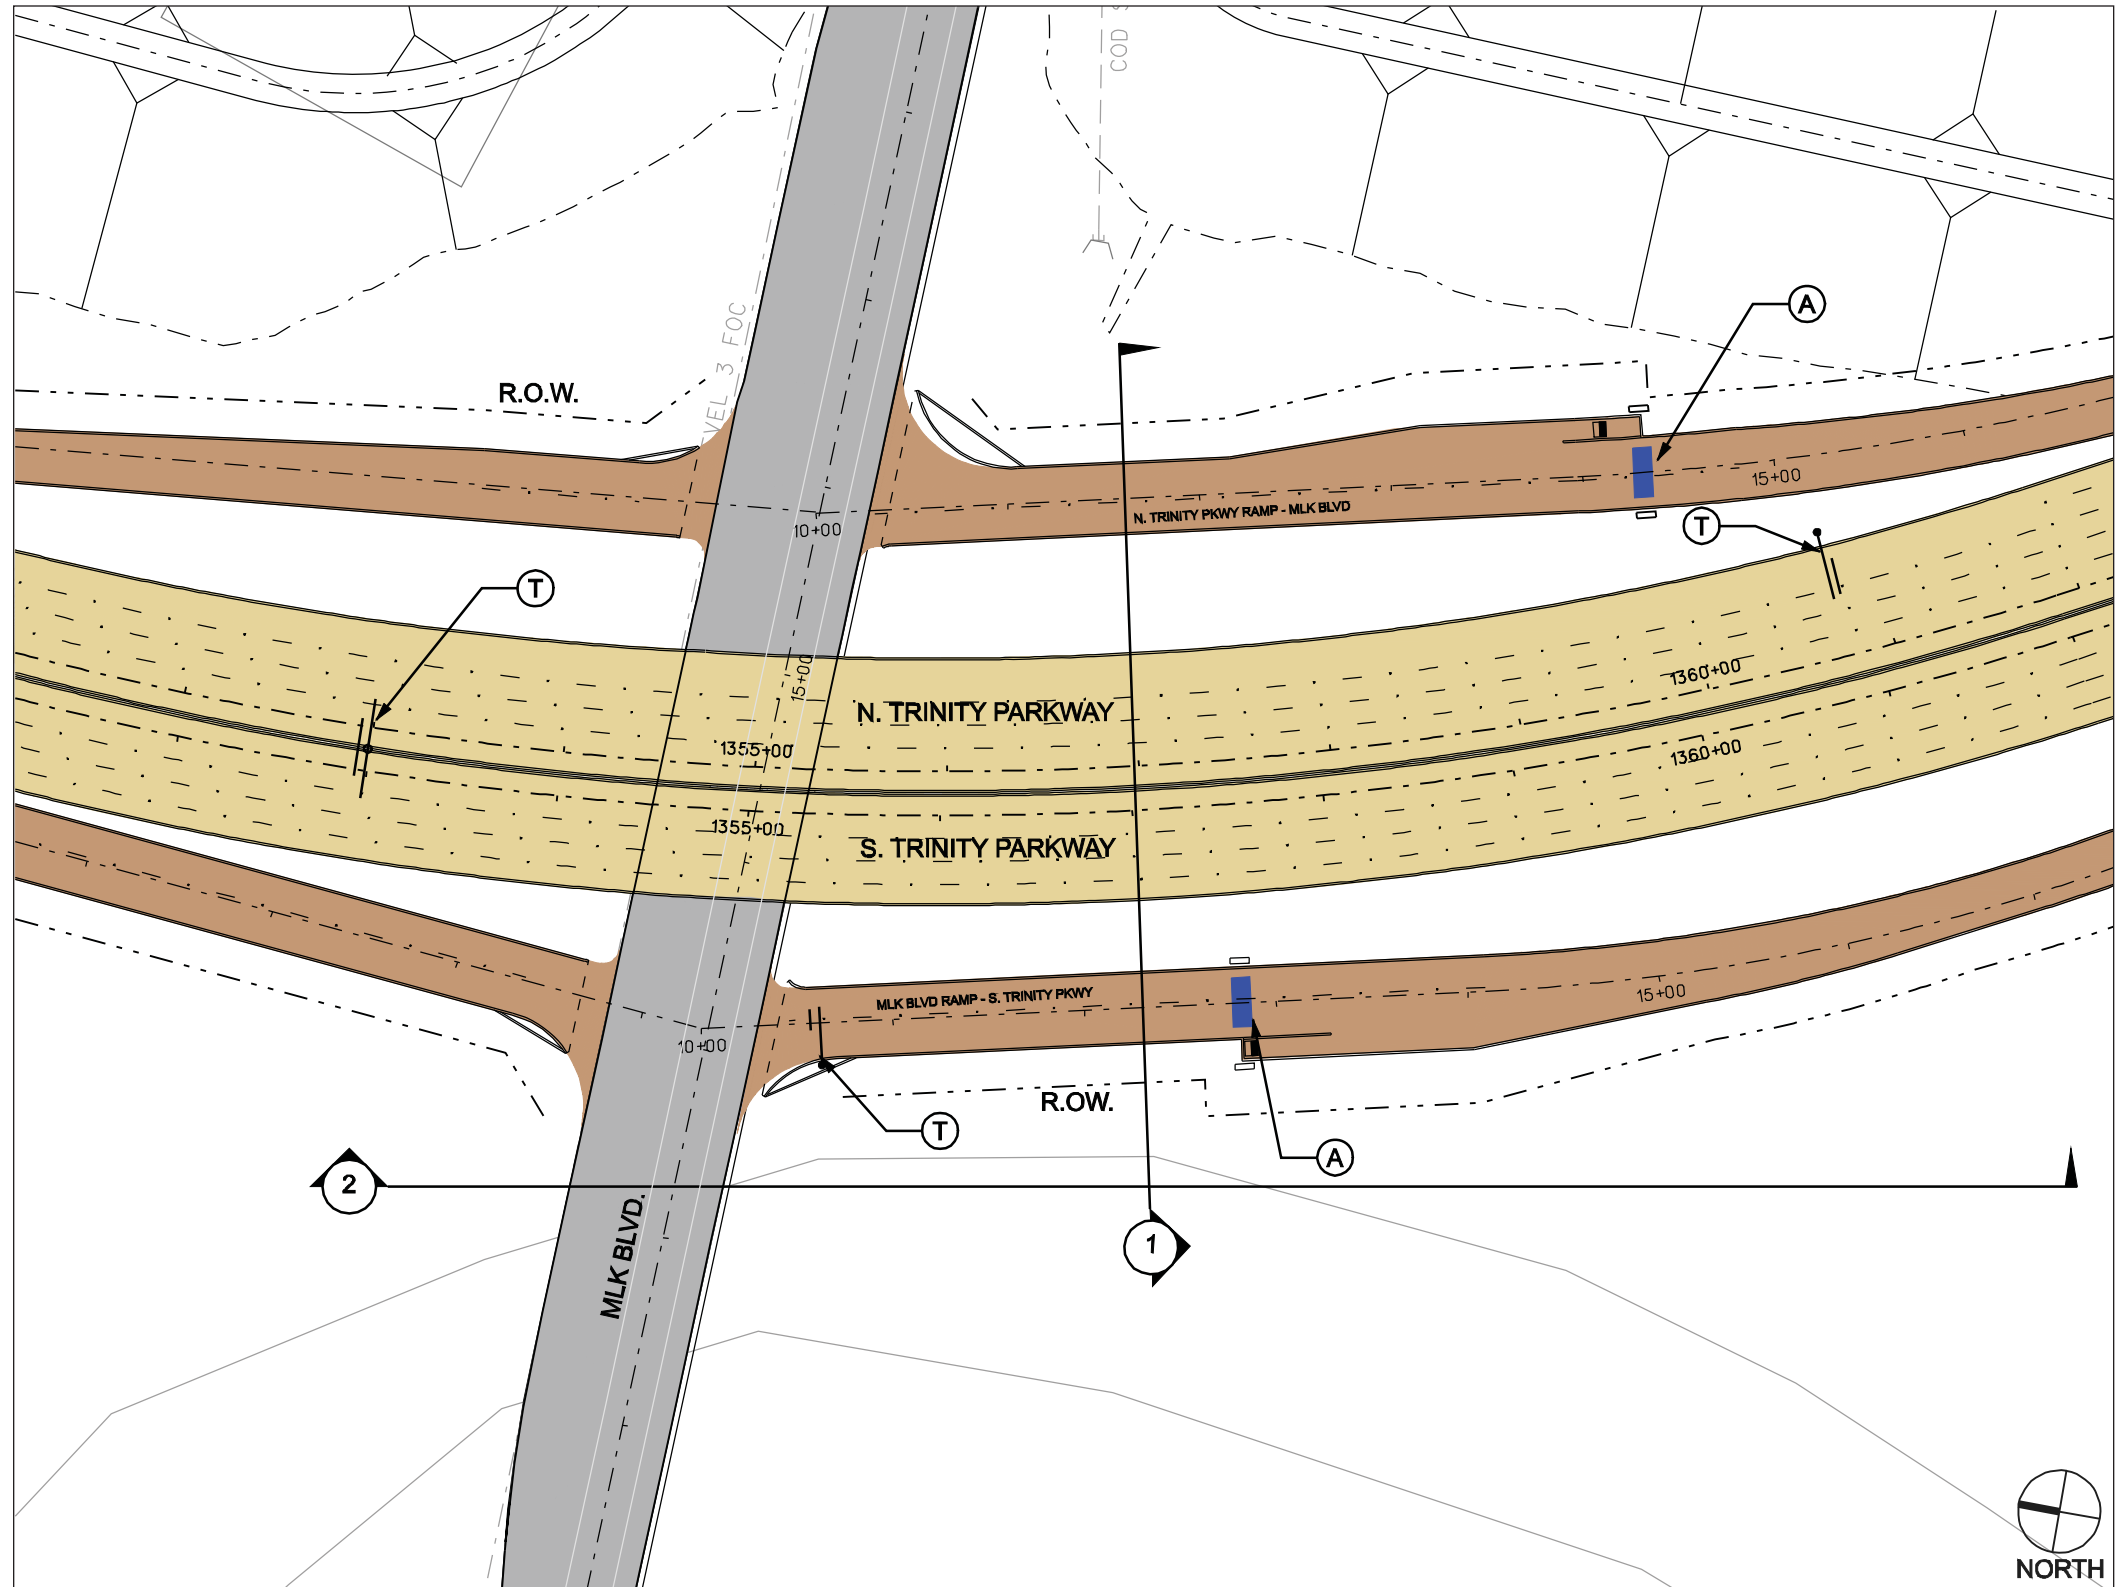 COD
A
VEL 3 FOC
R.O.W.
15+00
N. TRINITY PKWY RAMP - MLK BLVD
10+00
T
T
15+00
1360+00
N. TRINITY PARKWAY
1355+00
1360+00
1355+00
S. TRINITY PARKWAY
MLK BLVD RAMP - S. TRINITY PKWY
15+00
10+00
R.OW.
T
A
2
1
MLK BLVD.
NORTH